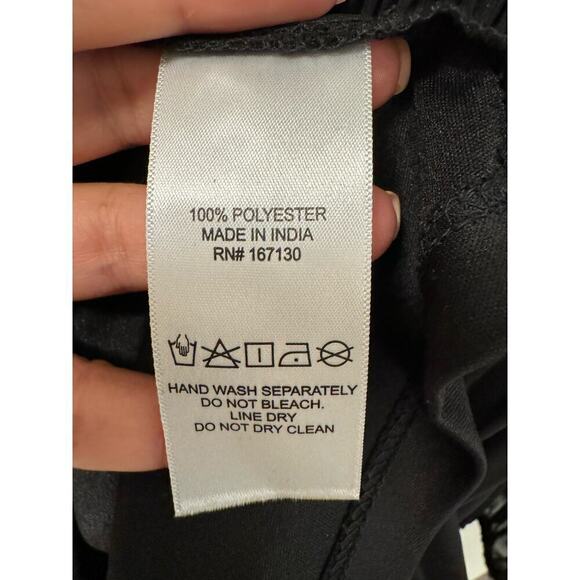 100% POLYESTER
MADE IN INDIA
RN# 167130
HAND WASH SEPARATELY
DO NOT BLEACH.
LINE DRY
DO NOT DRY CLEAN